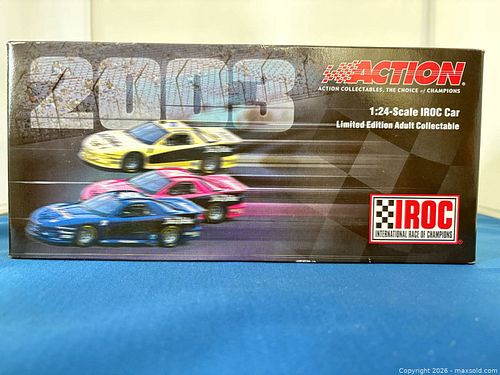 2003
ACTION
ACTION COLLECTABLES, THE CHOICE of CHAMPIONS
1:24-Scale IROC Car
Limited Edition Adult Collectable
IROC
INTERNATIONAL RACE OF CHAMPIONS
Copyright 2026 - maxsold.com